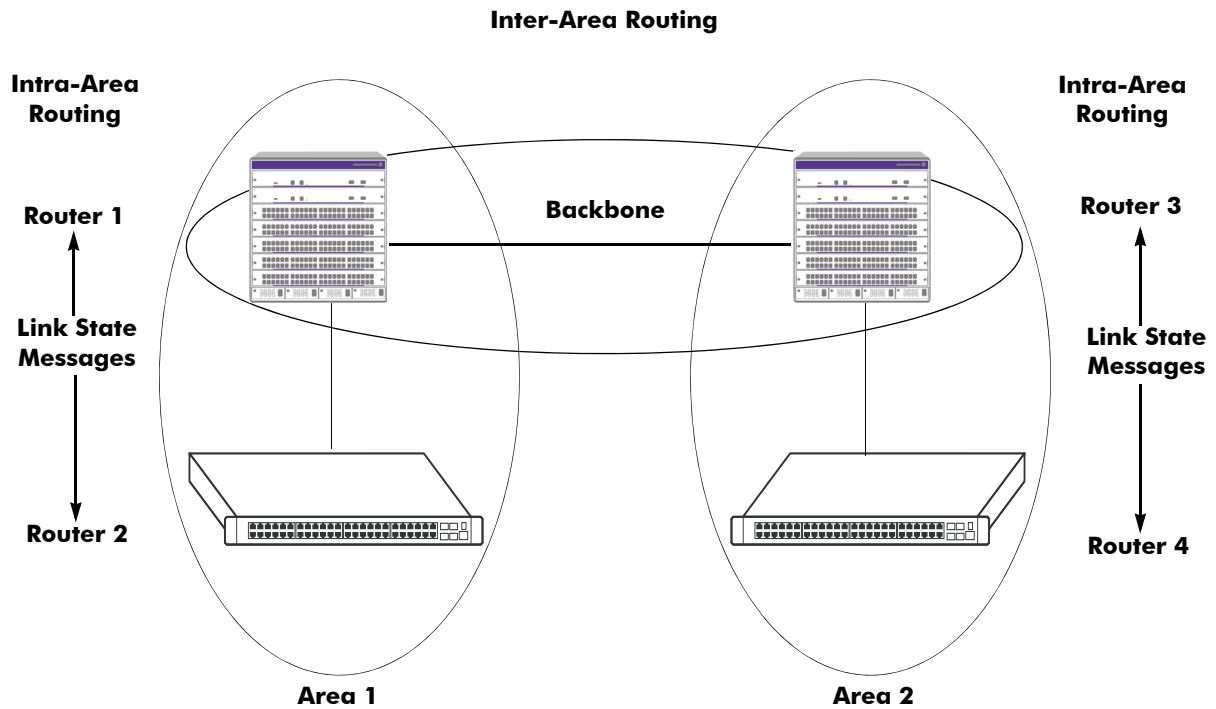 Inter-Area Routing
Intra-Area
Routing
Intra-Area
Routing
Router 1
Backbone
Router 3
Link State
Messages
Link State
Messages
Router 2
Router 4
Area 1
Area 2